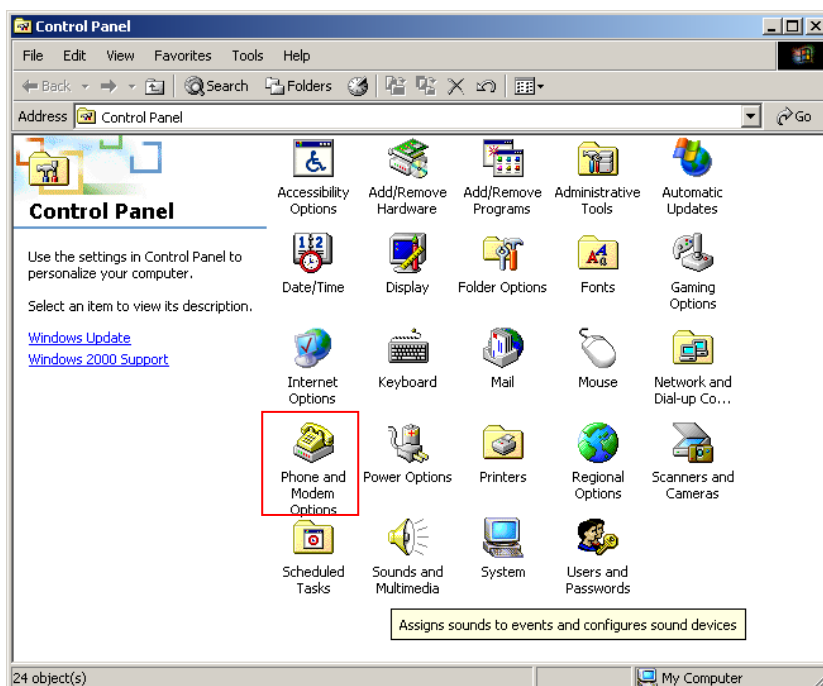 Control Panel
File Edit View Favorites Tools Help
Back Search Folders
Address Control Panel Go
Control Panel
Use the settings in Control Panel to
personalize your computer.
Select an item to view its description.
Windows Update
Windows 2000 Support
Accessibility
Options
Add/Remove
Hardware
Add/Remove
Programs
Administrative
Tools
Automatic
Updates
Date/Time
Display
Folder Options
Fonts
Gaming
Options
Internet
Options
Keyboard
Mail
Mouse
Network and
Dial-up Co...
Phone and
Modem
Options
Power Options
Printers
Regional
Options
Scanners and
Cameras
Scheduled
Tasks
Sounds and
Multimedia
System
Users and
Passwords
Assigns sounds to events and configures sound devices
24 object(s) My Computer